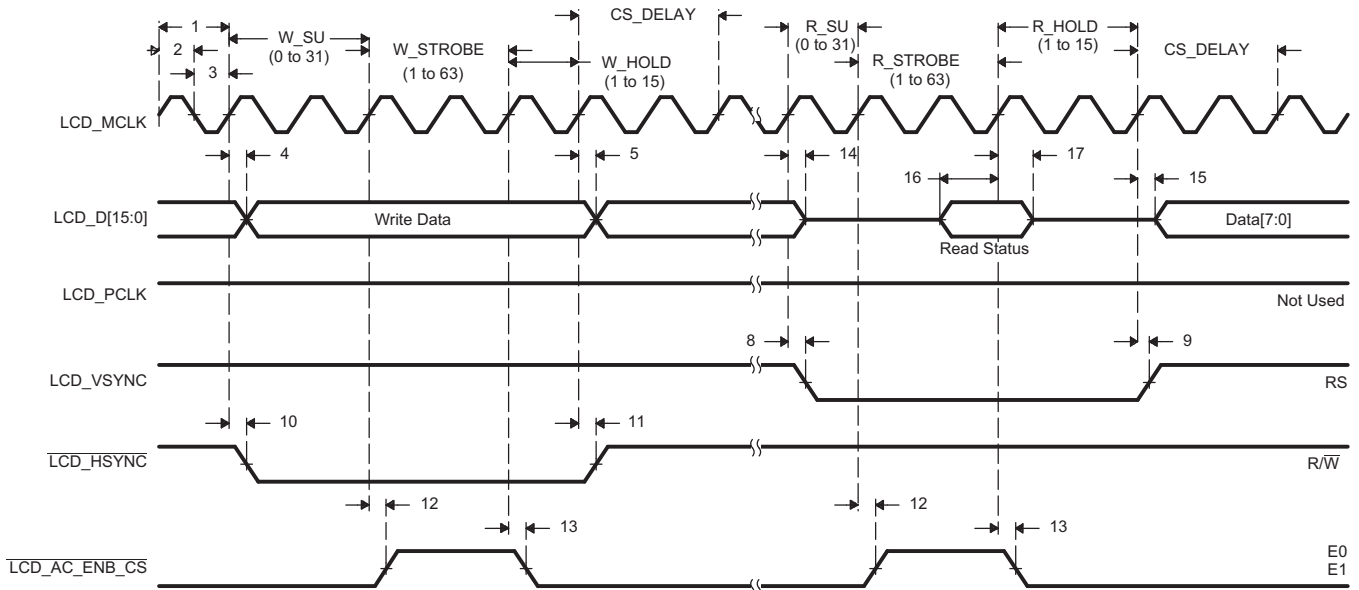 CS_DELAY
1
W_SU
(0 to 31)
R_SU
(0 to 31)
R_HOLD
(1 to 15)
2
W_STROBE
(1 to 63)
W_HOLD
(1 to 15)
R_STROBE
(1 to 63)
CS_DELAY
3
LCD_MCLK
4
5
14
17
16
15
LCD_D[15:0]
Write Data
Read Status
Data[7:0]
LCD_PCLK
Not Used
8
9
LCD_VSYNC
RS
10
11
LCD_HSYNC
R/W
12
13
12
13
LCD_AC_ENB_CS
E0
E1